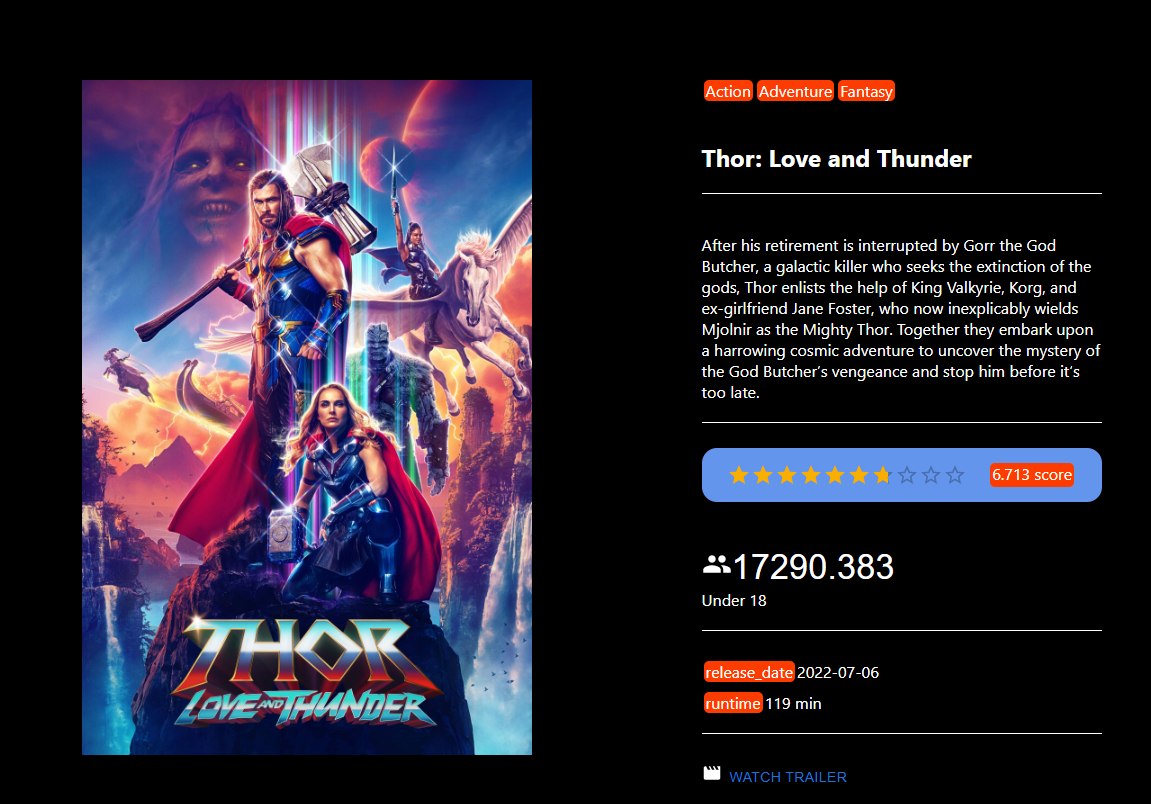 THOR
LOVE AND THUNDER
Action Adventure Fantasy
Thor: Love and Thunder
After his retirement is interrupted by Gorr the God
Butcher, a galactic killer who seeks the extinction of the
gods, Thor enlists the help of King Valkyrie, Korg, and
ex-girlfriend Jane Foster, who now inexplicably wields
Mjolnir as the Mighty Thor. Together they embark upon
a harrowing cosmic adventure to uncover the mystery of
the God Butcher’s vengeance and stop him before it’s
too late.
6.713 score
17290.383
Under 18
release_date 2022-07-06
runtime 119 min
WATCH TRAILER